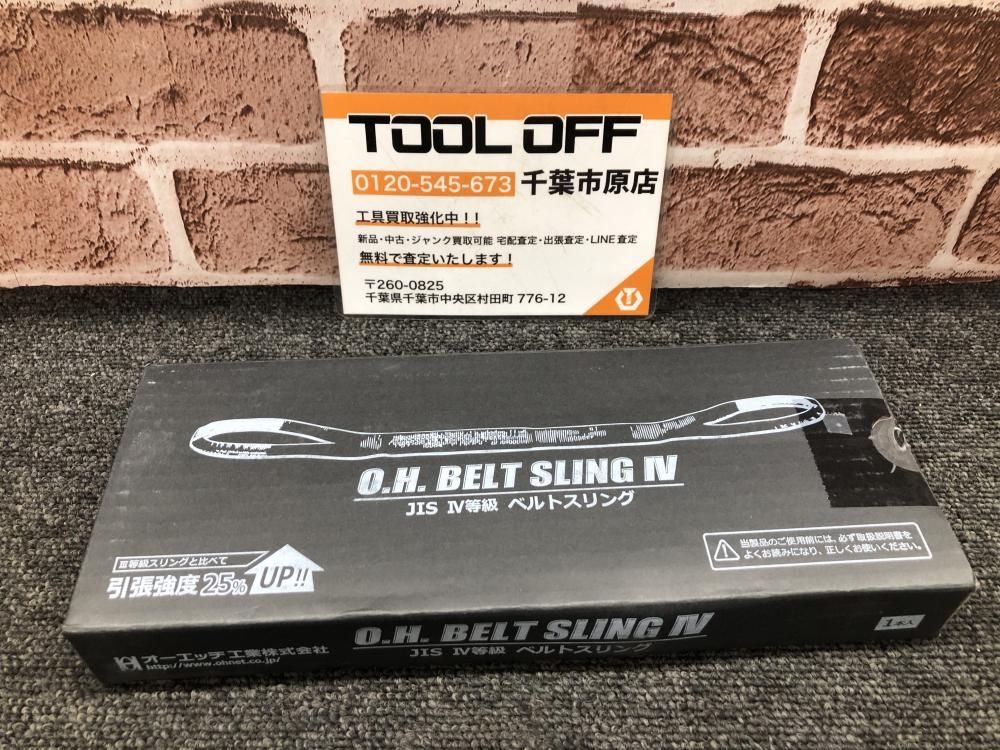 TOOL OFF
0120-545-673 千葉市原店
工具買取強化中！！
新品・中古・ジャンク買取可能 宅配査定・出張査定・LINE査定
無料で査定いたします！
〒260-0825
千葉県千葉市中央区村田町 776-12
O.H. BELT SLING Ⅳ
JIS Ⅳ等級 ベルトスリング
Ⅲ等級スリングと比べて
引張強度25% UP!!
当製品のご使用前には、必ず取扱説明書を
よくお読みになり、正しくお使いください。
O.H. BELT SLING Ⅳ
JIS Ⅳ等級 ベルトスリング
1本入
オーエッチ工業株式会社
http://www.ohnet.co.jp/